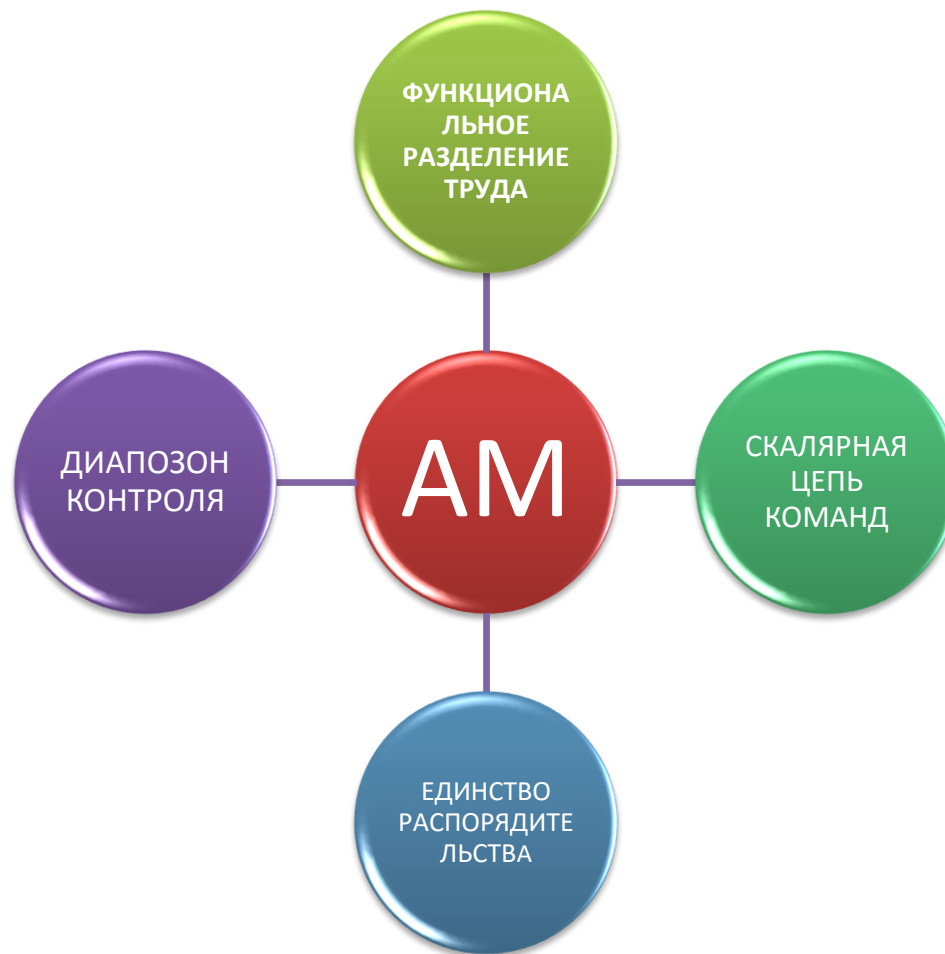 ФУНКЦИОНА
ЛЬНОЕ
РАЗДЕЛЕНИЕ
ТРУДА
ДИАПОЗОН
КОНТРОЛЯ
АМ
СКАЛЯРНАЯ
ЦЕПЬ
КОМАНД
ЕДИНСТВО
РАСПОРЯДИТЕ
ЛЬСТВА